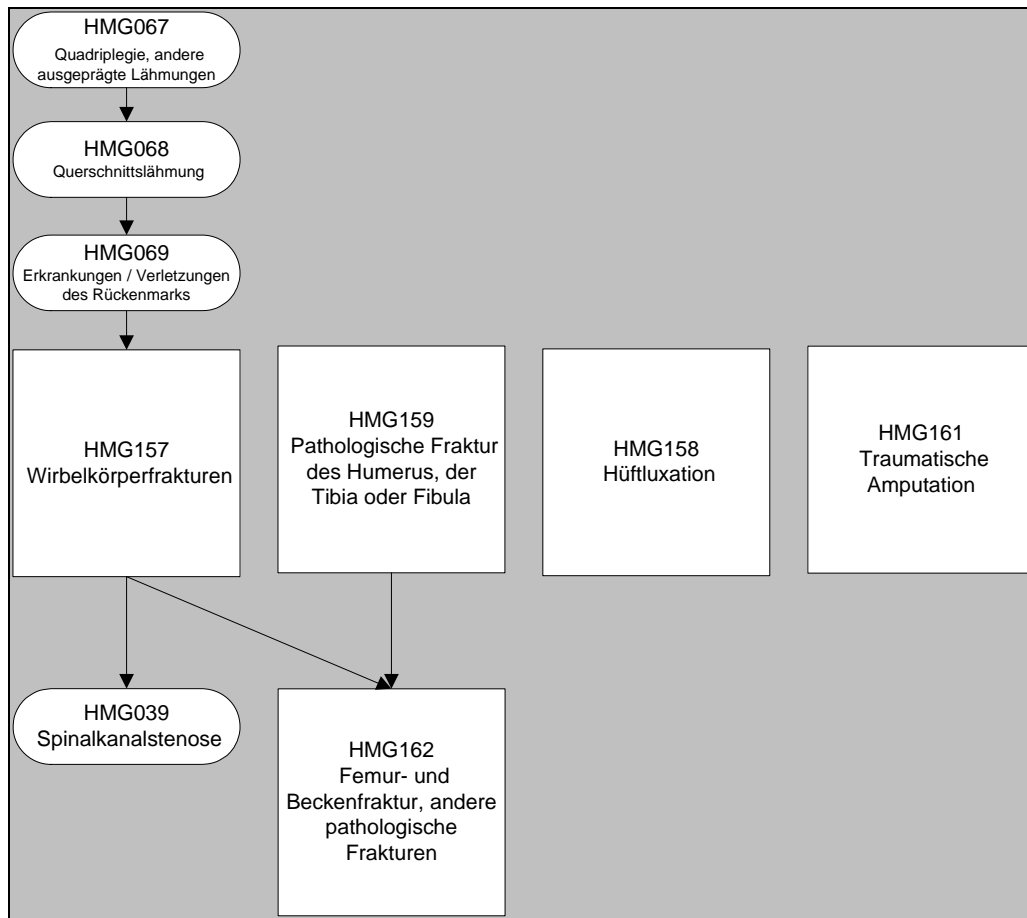 HMG067
Quadriplegie, andere
ausgeprägte Lähmungen
HMG068
Querschnittslähmung
HMG069
Erkrankungen / Verletzungen
des Rückenmarks
HMG157
Wirbelkörperfrakturen
HMG159
Pathologische Fraktur
des Humerus, der
Tibia oder Fibula
HMG158
Hüftluxation
HMG161
Traumatische
Amputation
HMG039
Spinalkanalstenose
HMG162
Femur- und
Beckenfraktur, andere
pathologische
Frakturen